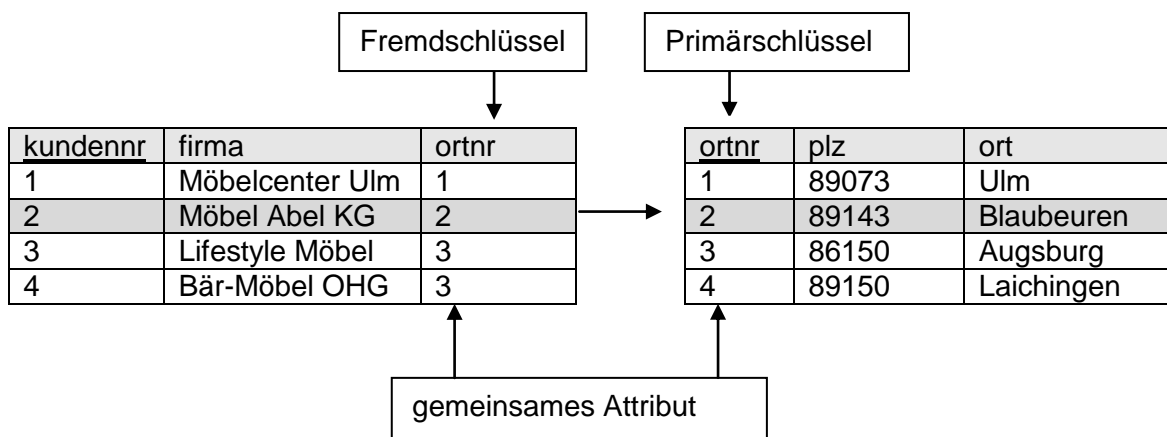 Fremdschlüssel Primärschlüssel
kundennr firma ortnr ortnr plz ort
1 Möbelcenter Ulm 1 1 89073 Ulm
2 Möbel Abel KG 2 2 89143 Blaubeuren
3 Lifestyle Möbel 3 3 86150 Augsburg
4 Bär-Möbel OHG 3 4 89150 Laichingen
gemeinsames Attribut